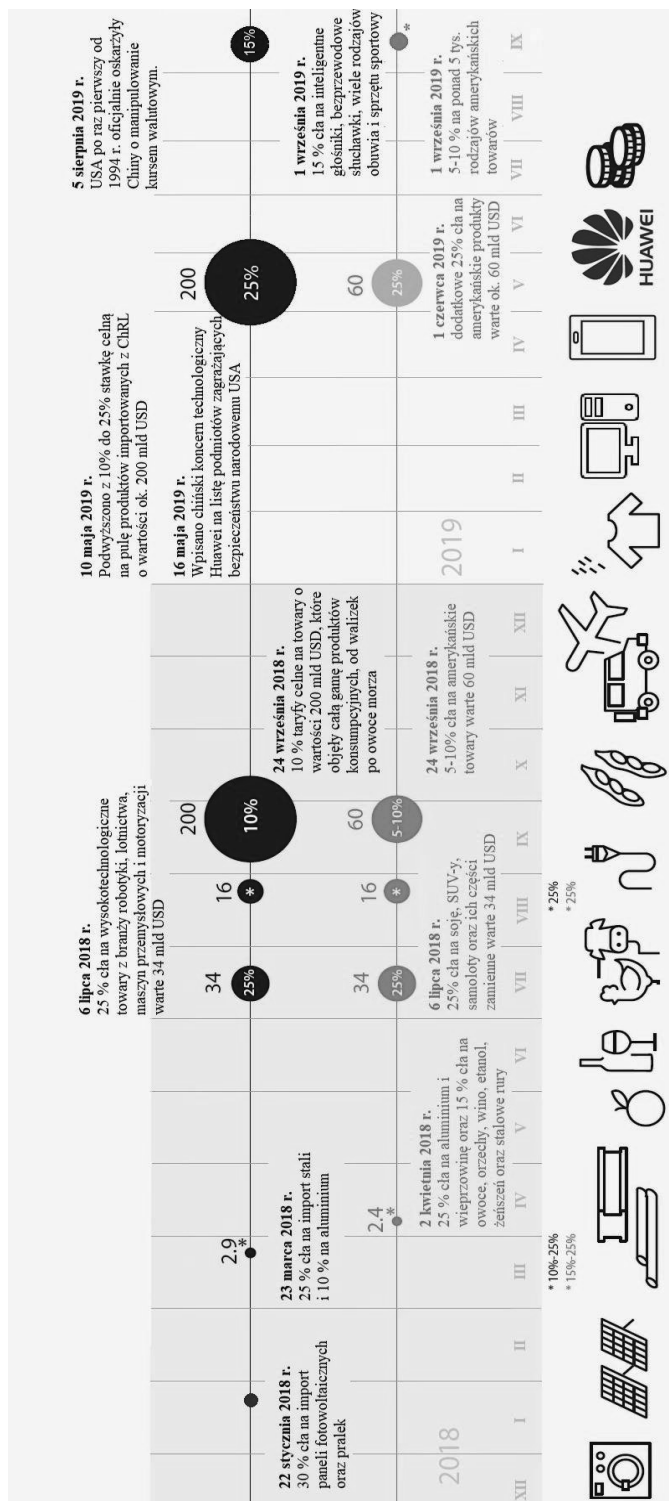 22 stycznia 2018 r.
30 % cła na import
paneli fotowoltaicznych
oraz pralek
2.9
*
23 marca 2018 r.
25 % cła na import stali
i 10 % na aluminium
6 lipca 2018 r.
25 % cła na wysokotechnologiczne
towary z branży robotyki, lotnictwa,
maszyn przemysłowych i motoryzacji
warte 34 mld USD
34
25%
16
*
200
10%
24 września 2018 r.
10 % taryfy celne na towary o
wartości 200 mld USD, które
objęły całą gamę produktów
konsumpcyjnych, od walizek
po owoce morza
10 maja 2019 r.
Podwyższono z 10% do 25% stawkę celną
na pulę produktów importowanych z ChRL
o wartości ok. 200 mld USD
16 maja 2019 r.
Wpisano chiński koncern technologiczny
Huawei na listę podmiotów zagrażających
bezpieczeństwu narodowemu USA
200
25%
5 sierpnia 2019 r.
USA po raz pierwszy od
1994 r. oficjalnie oskarżyły
Chiny o manipulowanie
kursem walutowym.
15%
1 września 2019 r.
15 % cła na inteligentne
głośniki, bezprzewodowe
słuchawki, wiele rodzajów
obuwia i sprzętu sportowy
2.4
*
2 kwietnia 2018 r.
25 % cła na aluminium i
wieprzowinę oraz 15 % cła na
owoce, orzechy, wino, etanol,
żeńszeń oraz stalowe rury
34
25%
6 lipca 2018 r.
25% cła na soję, SUV-y,
samoloty oraz ich części
zamienne warte 34 mld USD
16
*
60
5-10%
24 września 2018 r.
5-10% cła na amerykańskie
towary warte 60 mld USD
60
25%
1 czerwca 2019 r.
dodatkowe 25% cła na
amerykańskie produkty
warte ok. 60 mld USD
*
1 września 2019 r.
5-10 % na ponad 5 tys.
rodzajów amerykańskich
towarów
2018
2019
XII I II III IV V VI VII VIII IX X XI XII I II III IV V VI VII VIII IX
* 10%-25%
* 15%-25%
* 25%
* 25%
HUAWEI